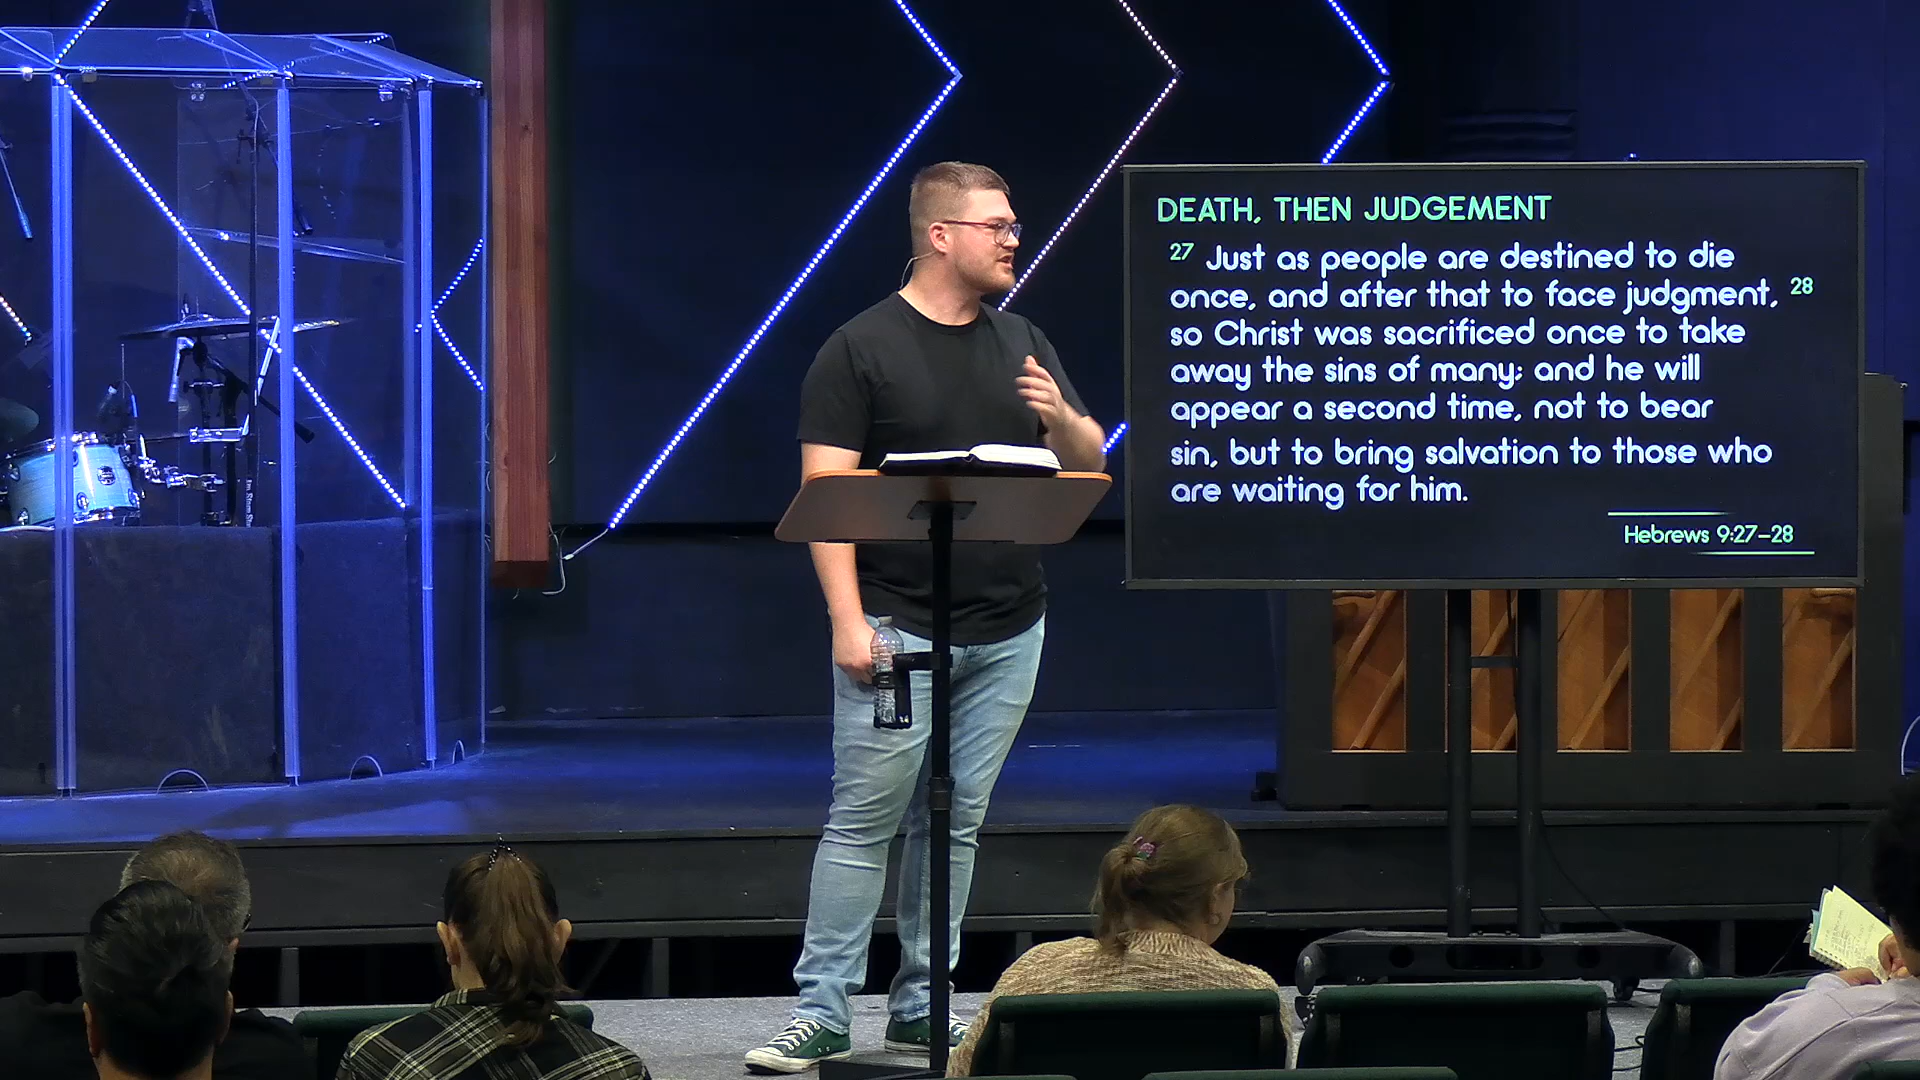 DEATH, THEN JUDGEMENT
27 Just as people are destined to die
once, and after that to face judgment, 28
so Christ was sacrificed once to take
away the sins of many; and he will
appear a second time, not to bear
sin, but to bring salvation to those who
are waiting for him.
Hebrews 9:27–28